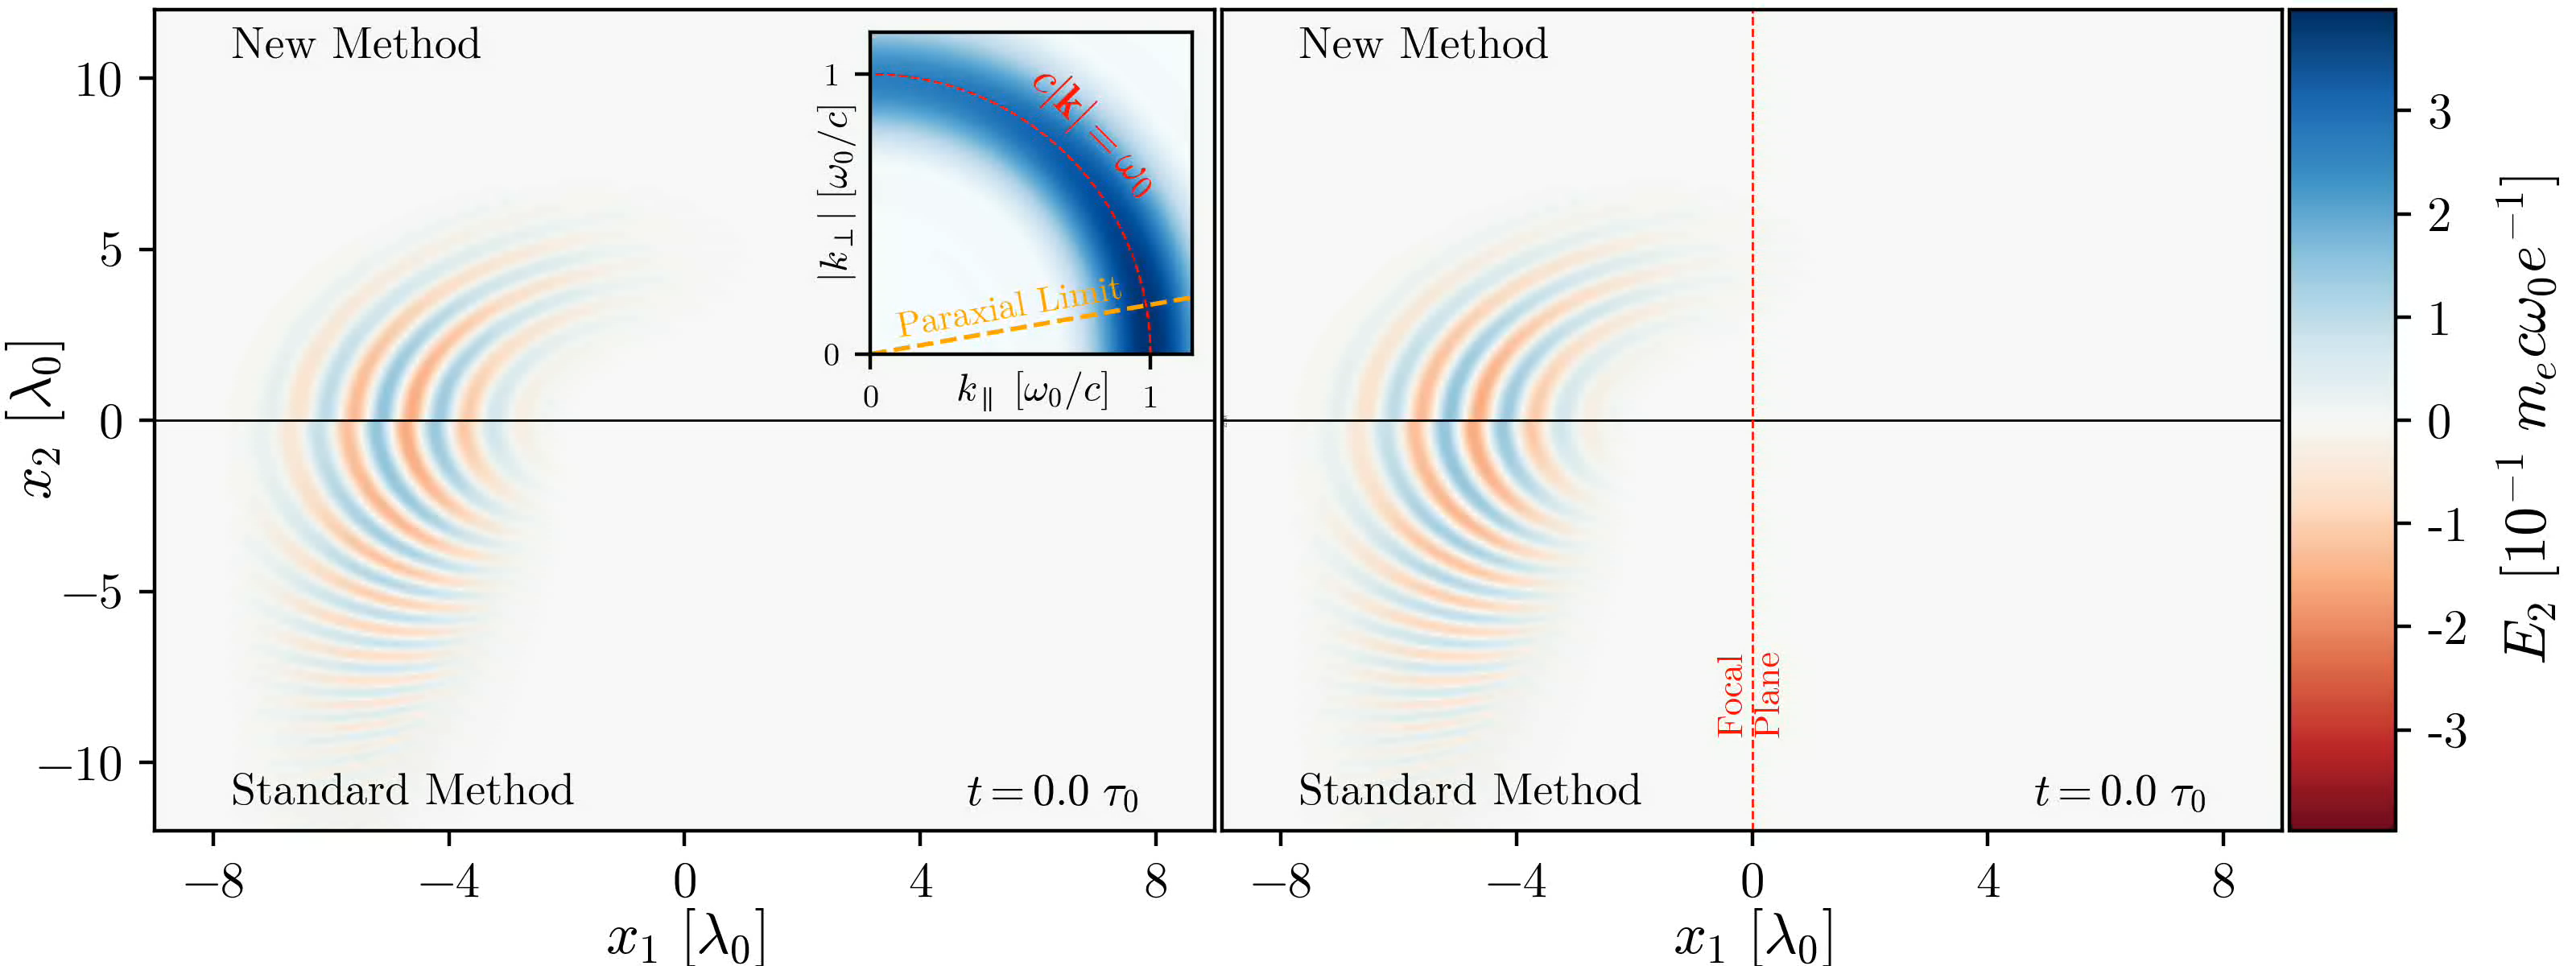 New Method
10
5
0
−5
−10
x₂ [λ₀]
Standard Method
t = 0.0 τ₀
−8
−4
0
4
8
x₁ [λ₀]
1
0
|k⊥| [ω₀/c]
c|𝐤| = ω₀
Paraxial Limit
0
1
k∥ [ω₀/c]
New Method
Focal
Plane
Standard Method
t = 0.0 τ₀
−8
−4
0
4
8
x₁ [λ₀]
3
2
1
0
-1
-2
-3
E₂ [10⁻¹ mₑcω₀e⁻¹]